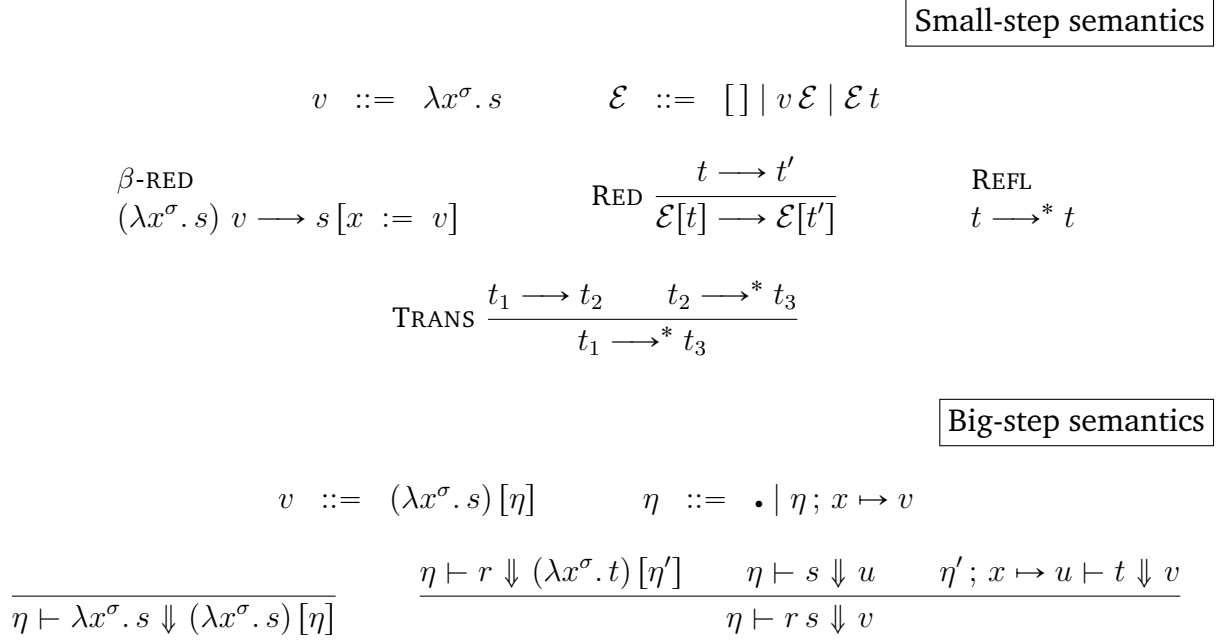 Small-step semantics
v ::= λx^σ. s    ℰ ::= [ ] | v ℰ | ℰ t
β-RED
(λx^σ. s) v ⟶ s [x := v]
t ⟶ t′
RED
ℰ[t] ⟶ ℰ[t′]
REFL
t ⟶* t
t₁ ⟶ t₂    t₂ ⟶* t₃
TRANS
t₁ ⟶* t₃
Big-step semantics
v ::= (λx^σ. s) [η]    η ::= • | η ; x ↦ v
η ⊢ λx^σ. s ⇓ (λx^σ. s) [η]
η ⊢ r ⇓ (λx^σ. t) [η′]    η ⊢ s ⇓ u    η′ ; x ↦ u ⊢ t ⇓ v
η ⊢ r s ⇓ v